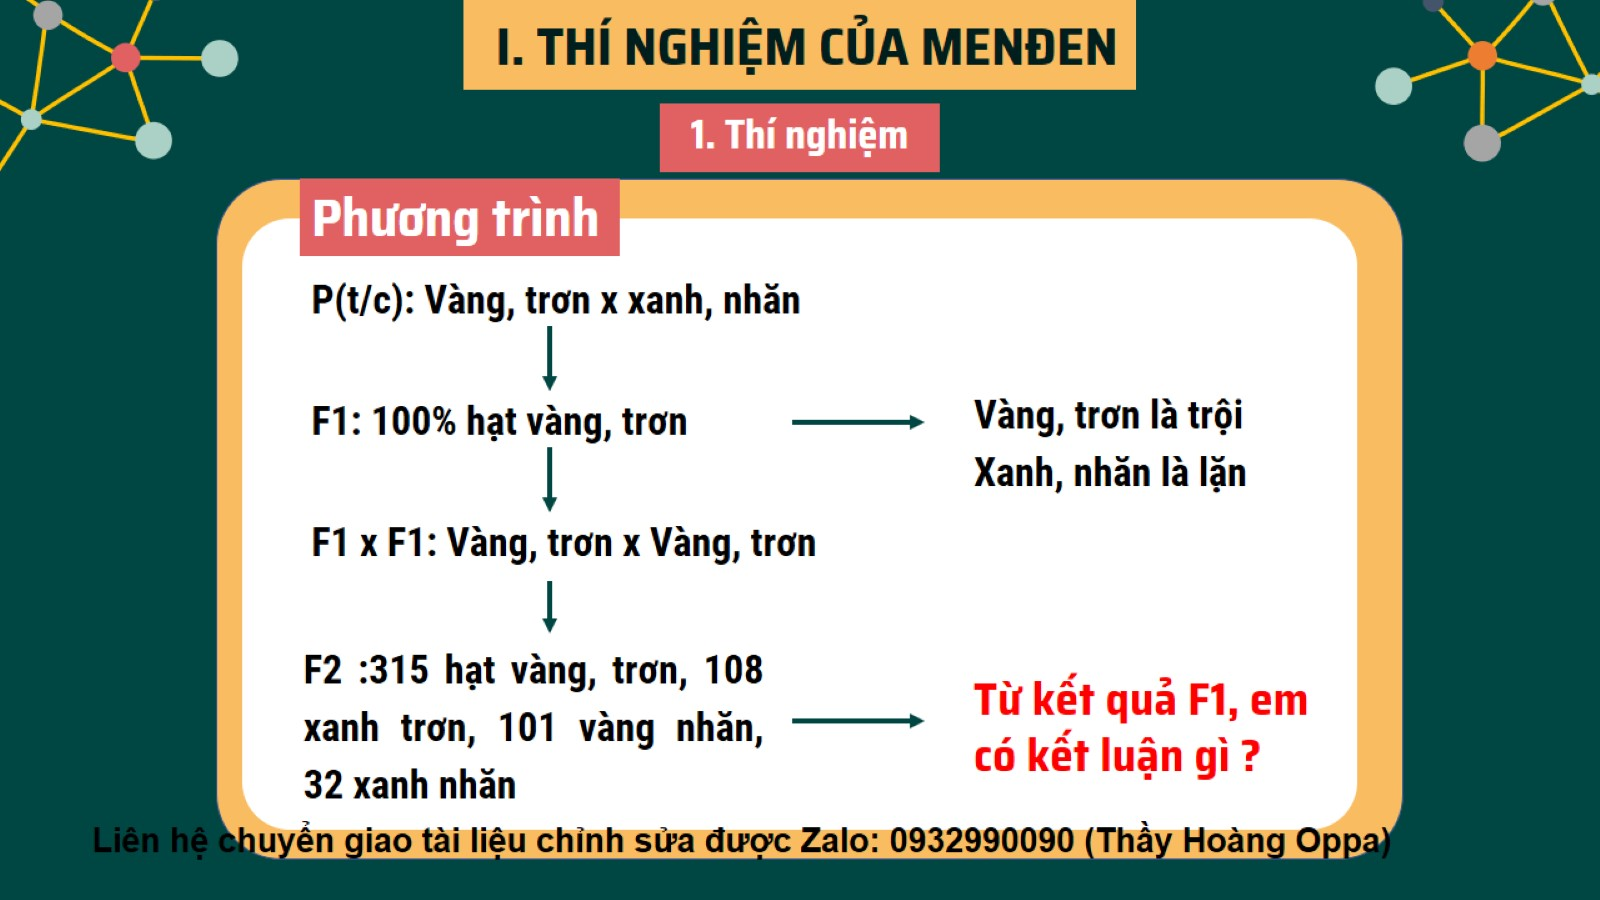 I. THÍ NGHIỆM CỦA MENĐEN
1. Thí nghiệm
Phương trình
P(t/c): Vàng, trơn x xanh, nhăn
F1: 100% hạt vàng, trơn
Vàng, trơn là trội
Xanh, nhăn là lặn
F1 x F1: Vàng, trơn x Vàng, trơn
F2 :315 hạt vàng, trơn, 108
xanh trơn, 101 vàng nhăn,
32 xanh nhăn
Từ kết quả F1, em
có kết luận gì ?
Liên hệ chuyển giao tài liệu chỉnh sửa được Zalo: 0932990090 (Thầy Hoàng Oppa)